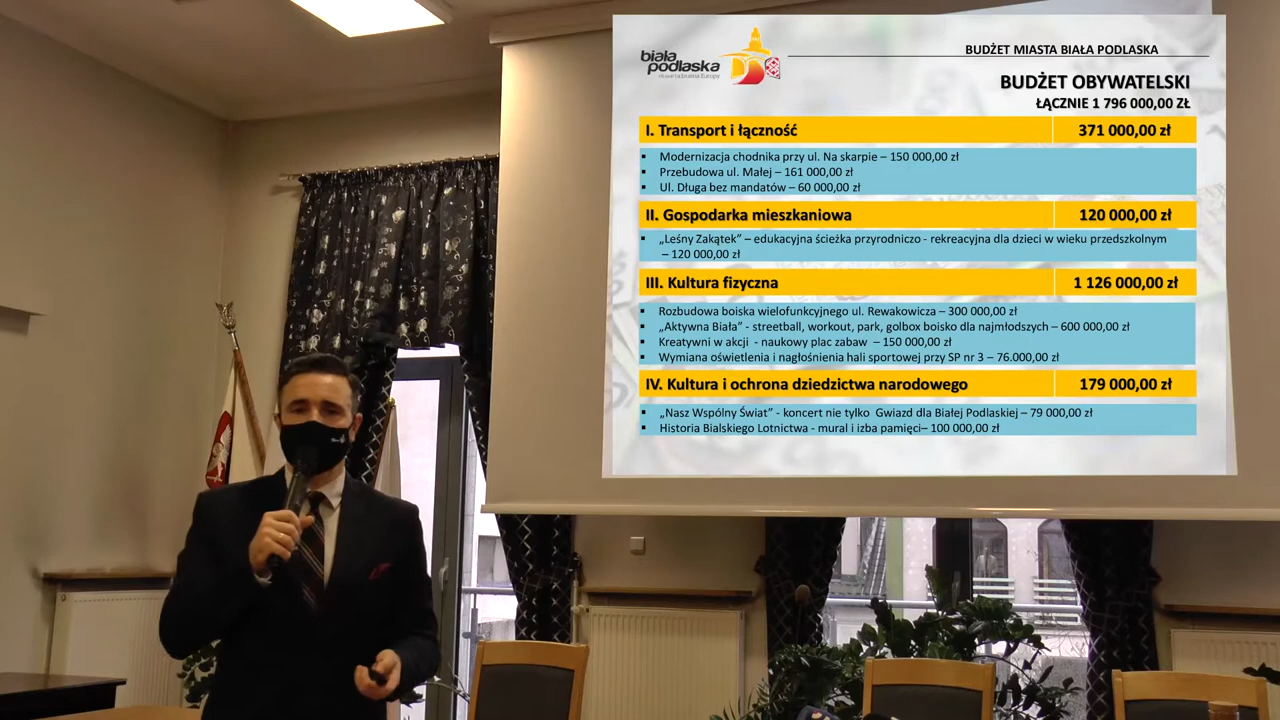 biała
podlaska
otwarta brama Europy
BUDŻET MIASTA BIAŁA PODLASKA
BUDŻET OBYWATELSKI
ŁĄCZNIE 1 796 000,00 ZŁ
I. Transport i łączność 371 000,00 zł
▪ Modernizacja chodnika przy ul. Na skarpie – 150 000,00 zł
▪ Przebudowa ul. Małej – 161 000,00 zł
▪ Ul. Długa bez mandatów – 60 000,00 zł
II. Gospodarka mieszkaniowa 120 000,00 zł
▪ „Leśny Zakątek” – edukacyjna ścieżka przyrodniczo - rekreacyjna dla dzieci w wieku przedszkolnym
– 120 000,00 zł
III. Kultura fizyczna 1 126 000,00 zł
▪ Rozbudowa boiska wielofunkcyjnego ul. Rewakowicza – 300 000,00 zł
▪ „Aktywna Biała” - streetball, workout, park, golbox boisko dla najmłodszych – 600 000,00 zł
▪ Kreatywni w akcji - naukowy plac zabaw – 150 000,00 zł
▪ Wymiana oświetlenia i nagłośnienia hali sportowej przy SP nr 3 – 76.000,00 zł
IV. Kultura i ochrona dziedzictwa narodowego 179 000,00 zł
▪ „Nasz Wspólny Świat” - koncert nie tylko Gwiazd dla Białej Podlaskiej – 79 000,00 zł
▪ Historia Bialskiego Lotnictwa - mural i izba pamięci– 100 000,00 zł